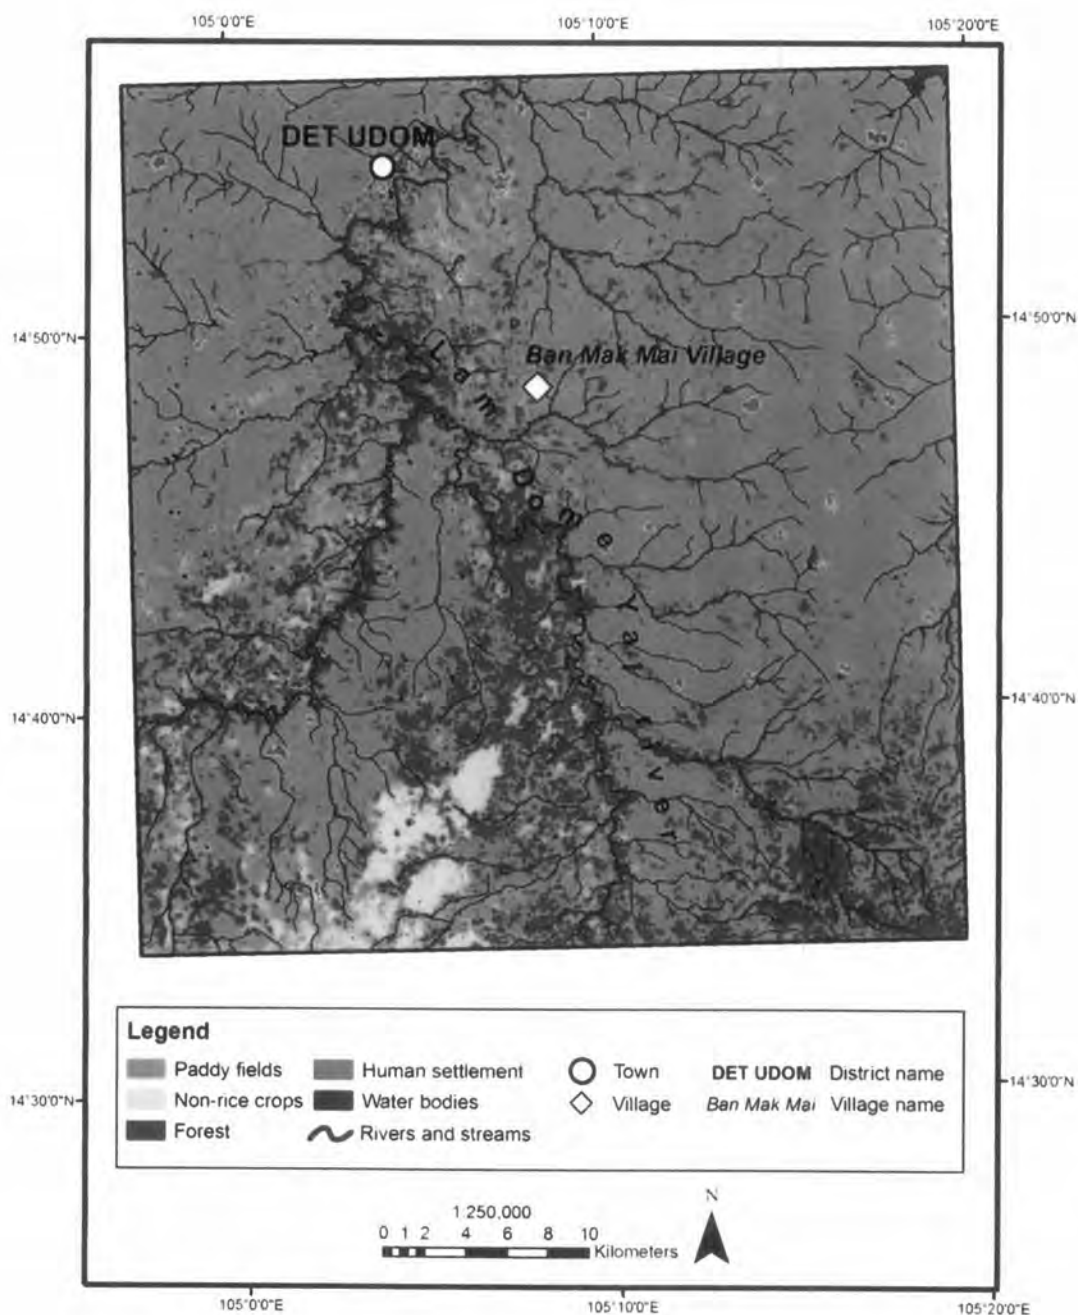 105°0'0"E 105°10'0"E 105°20'0"E
DET UDOM
14°50'0"N 14°50'0"N
Ban Mak Mai Village
Lam Dome Yai River
14°40'0"N 14°40'0"N
Legend
Paddy fields Human settlement Town DET UDOM District name
Non-rice crops Water bodies Village Ban Mak Mai Village name
Forest Rivers and streams
14°30'0"N 14°30'0"N
1:250,000
N
0 1 2 4 6 8 10
Kilometers
105°0'0"E 105°10'0"E 105°20'0"E